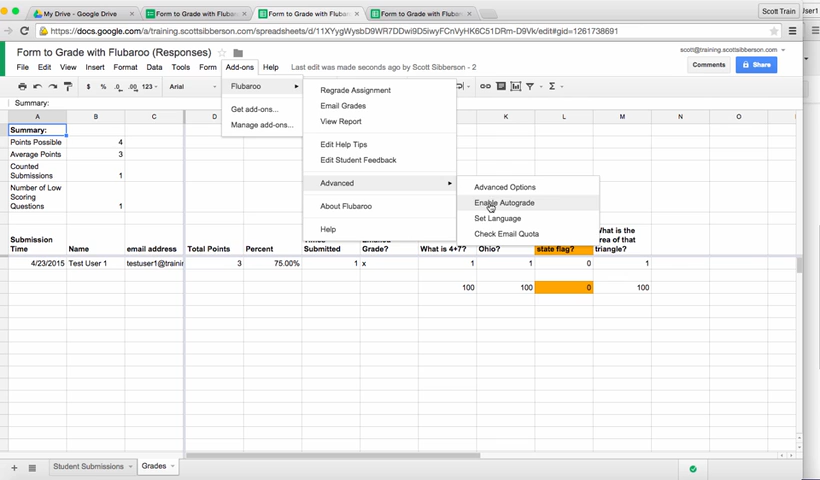 My Drive - Google Drive
Form to Grade with Flubar
Form to Grade with Flubar
Form to Grade with Flubar
Scott Train
https://docs.google.com/a/training.scottsibberson.com/spreadsheets/d/11XYygWysbD9WR7DDwi9D5iwyFCnVyHK6C51DRm-D9Vk/edit#gid=1261738691
Form to Grade with Flubaroo (Responses)
scott@training.scottsibberson.com
File Edit View Insert Format Data Tools Form Add-ons Help Last edit was made seconds ago by Scott Sibberson - 2
Comments
Share
$ % .0 .00 123 Arial
Summary:
A B C D K L M N O
Summary:
Points Possible 4
Average Points 3
Counted Submissions 1
Number of Low Scoring Questions 1
Submission Time Name email address Total Points Percent Submitted Grade? What is 4+7? Ohio? state flag? What is the area of that triangle?
4/23/2015 Test User 1 testuser1@trainin 3 75.00% 1 x 1 1 0 1
100 100 0 100
Flubaroo
Get add-ons...
Manage add-ons...
Regrade Assignment
Email Grades
View Report
Edit Help Tips
Edit Student Feedback
Advanced
About Flubaroo
Help
Advanced Options
Enable Autograde
Set Language
Check Email Quota
Student Submissions
Grades